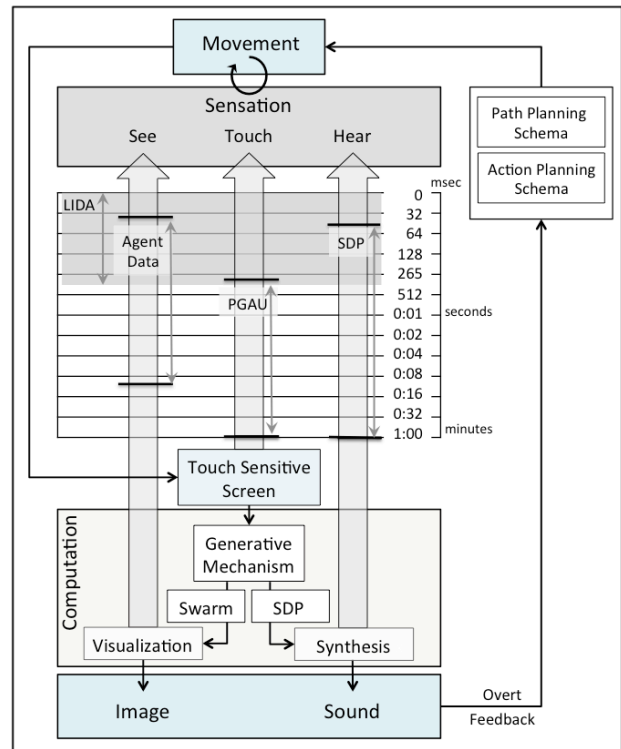 Movement
Sensation
See
Touch
Hear
Path Planning
Schema
Action Planning
Schema
msec
LIDA
Agent
Data
PGAU
SDP
0
32
64
128
265
512
0:01
seconds
0:02
0:04
0:08
0:16
0:32
1:00
minutes
Touch Sensitive
Screen
Computation
Generative
Mechanism
Swarm
SDP
Visualization
Synthesis
Image
Sound
Overt
Feedback